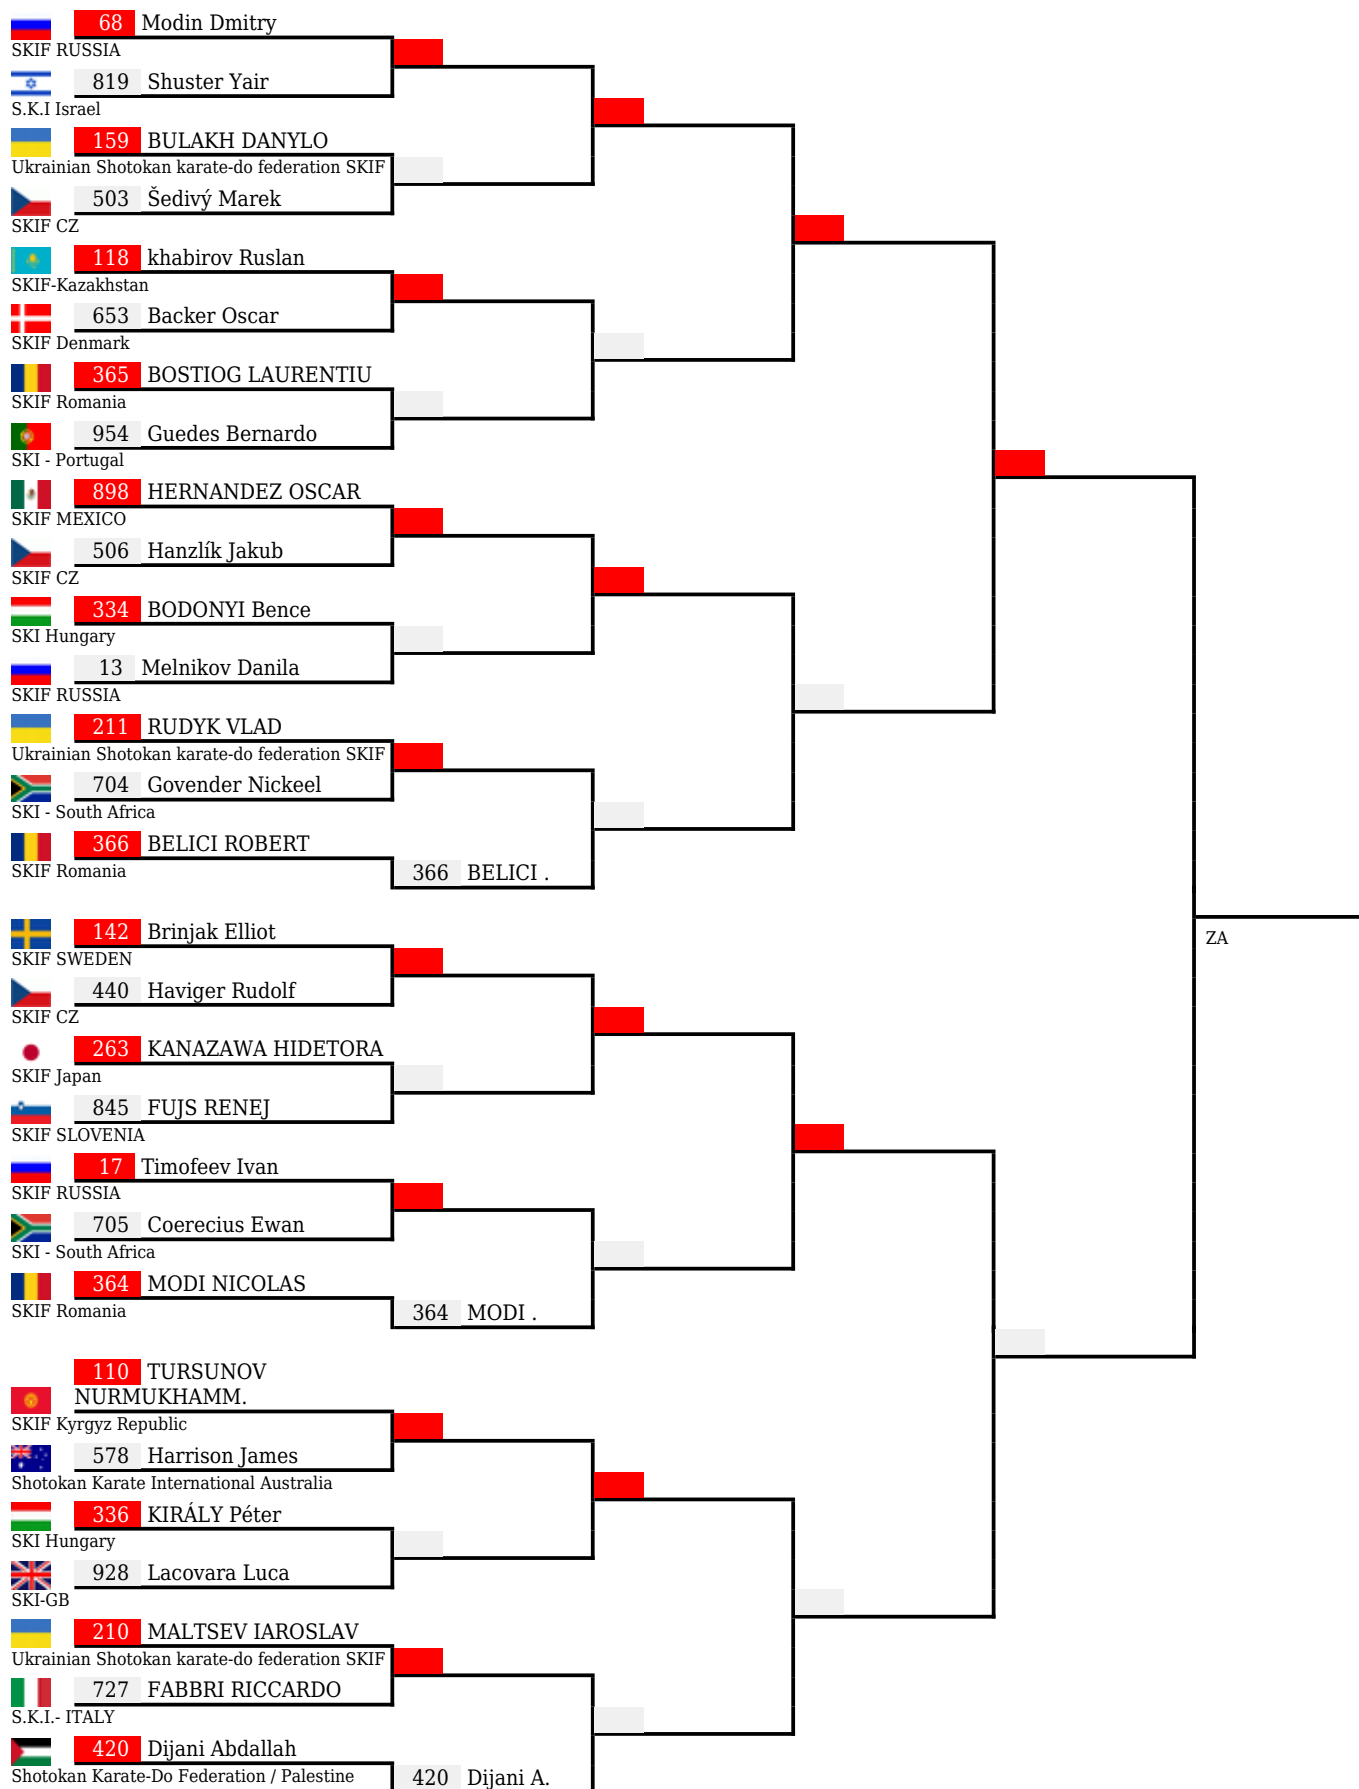 68 Modin Dmitry
SKIF RUSSIA
819 Shuster Yair
S.K.I Israel
159 BULAKH DANYLO
Ukrainian Shotokan karate-do federation SKIF
503 Šedivý Marek
SKIF CZ
118 khabirov Ruslan
SKIF-Kazakhstan
653 Backer Oscar
SKIF Denmark
365 BOSTIOG LAURENTIU
SKIF Romania
954 Guedes Bernardo
SKI - Portugal
898 HERNANDEZ OSCAR
SKIF MEXICO
506 Hanzlík Jakub
SKIF CZ
334 BODONYI Bence
SKI Hungary
13 Melnikov Danila
SKIF RUSSIA
211 RUDYK VLAD
Ukrainian Shotokan karate-do federation SKIF
704 Govender Nickeel
SKI - South Africa
366 BELICI ROBERT
SKIF Romania
366 BELICI .
142 Brinjak Elliot
ZA
SKIF SWEDEN
440 Haviger Rudolf
SKIF CZ
263 KANAZAWA HIDETORA
SKIF Japan
845 FUJS RENEJ
SKIF SLOVENIA
17 Timofeev Ivan
SKIF RUSSIA
705 Coerecius Ewan
SKI - South Africa
364 MODI NICOLAS
SKIF Romania
364 MODI .
110 TURSUNOV
NURMUKHAMM.
SKIF Kyrgyz Republic
578 Harrison James
Shotokan Karate International Australia
336 KIRÁLY Péter
SKI Hungary
928 Lacovara Luca
SKI-GB
210 MALTSEV IAROSLAV
Ukrainian Shotokan karate-do federation SKIF
727 FABBRI RICCARDO
S.K.I.- ITALY
420 Dijani Abdallah
Shotokan Karate-Do Federation / Palestine
420 Dijani A.